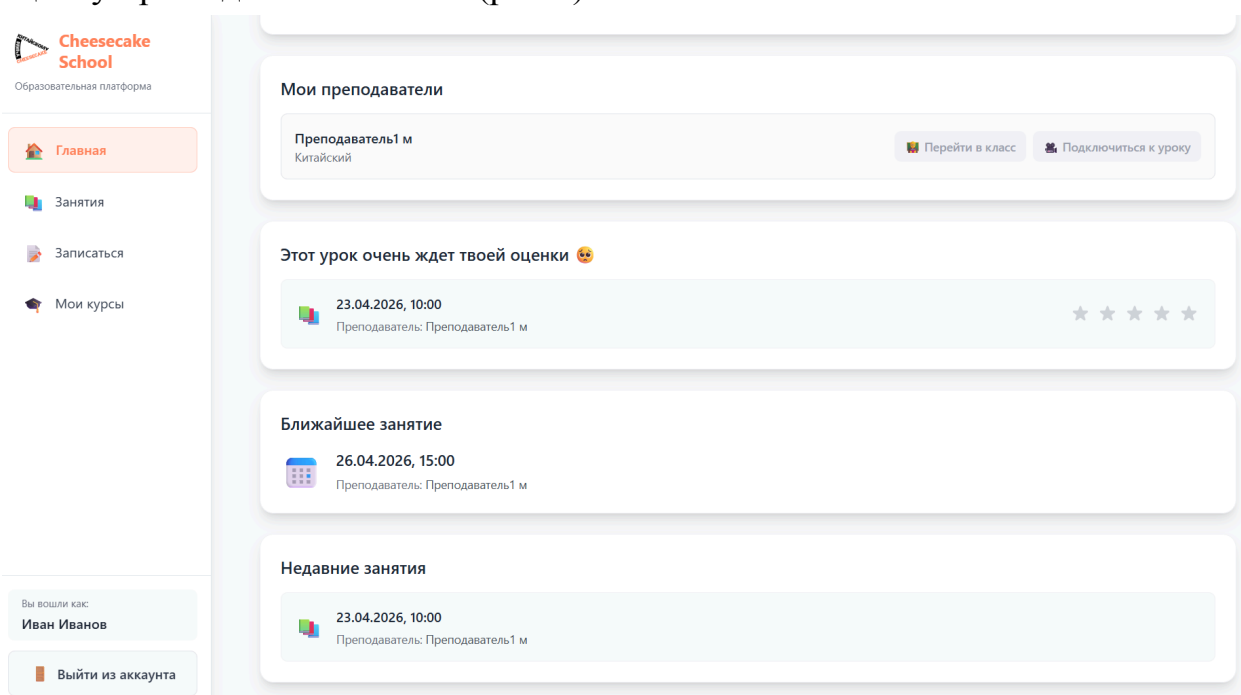 Cheesecake
School
Образовательная платформа
Главная
Занятия
Записаться
Мои курсы
Вы вошли как:
Иван Иванов
Выйти из аккаунта
Мои преподаватели
Преподаватель1 м
Китайский
Перейти в класс
Подключиться к уроку
Этот урок очень ждет твоей оценки 🥺
23.04.2026, 10:00
Преподаватель: Преподаватель1 м
Ближайшее занятие
26.04.2026, 15:00
Преподаватель: Преподаватель1 м
Недавние занятия
23.04.2026, 10:00
Преподаватель: Преподаватель1 м